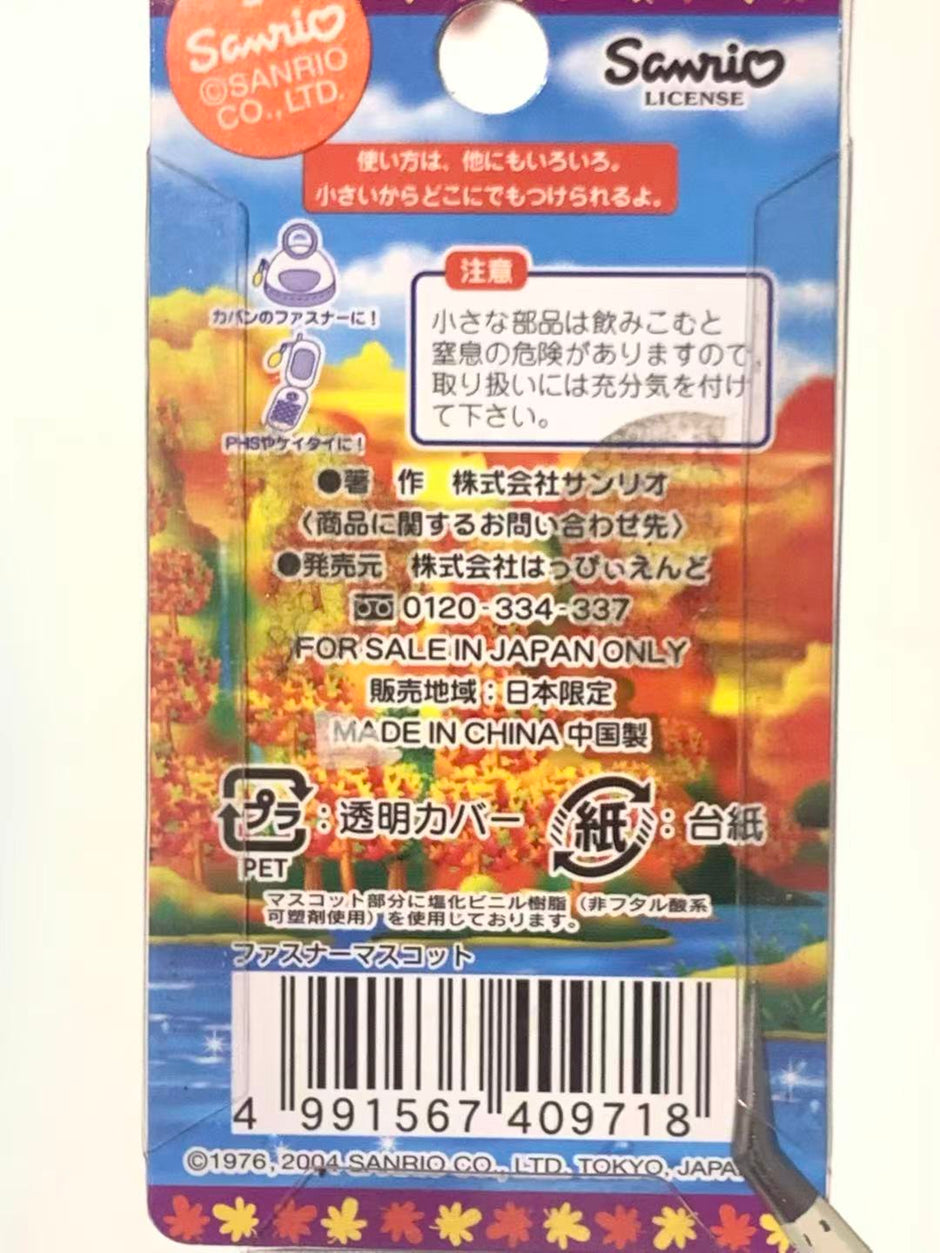 Sanrio
©SANRIO
CO., LTD.
Sanrio
LICENSE
使い方は、他にもいろいろ。
小さいからどこにでもつけられるよ。
カバンのファスナーに！
PHSやケイタイに！
注意
小さな部品は飲みこむと
窒息の危険がありますので、
取り扱いには充分気を付け
て下さい。
●著 作 株式会社サンリオ
〈商品に関するお問い合わせ先〉
●発売元 株式会社はっぴぃえんど
0120-334-337
FOR SALE IN JAPAN ONLY
販売地域：日本限定
MADE IN CHINA 中国製
プラ：透明カバー 紙：台紙
PET
マスコット部分に塩化ビニル樹脂（非フタル酸系
可塑剤使用）を使用しております。
ファスナーマスコット
4 991567 409718
©1976, 2004 SANRIO CO., LTD. TOKYO,